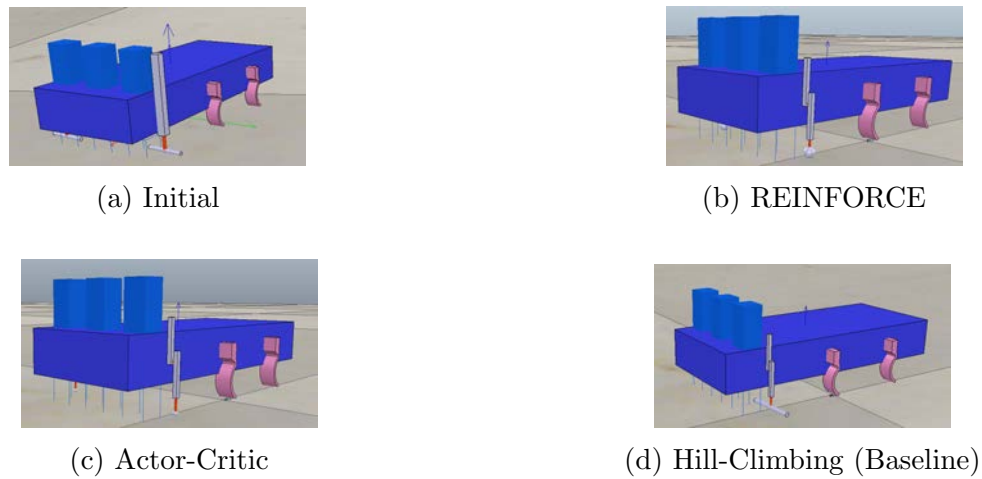 (a) Initial
(b) REINFORCE
(c) Actor-Critic
(d) Hill-Climbing (Baseline)